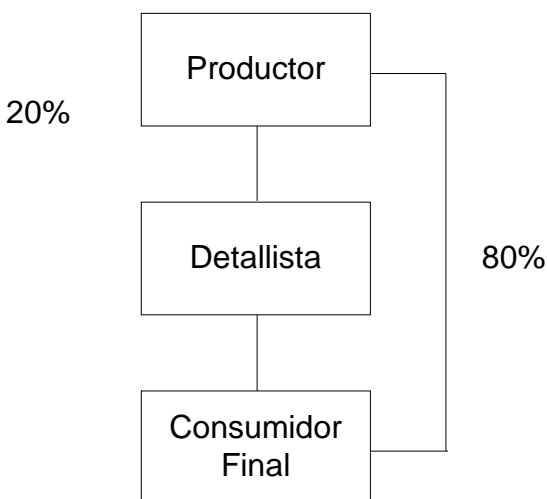 Productor
20%
Detallista
80%
Consumidor
Final